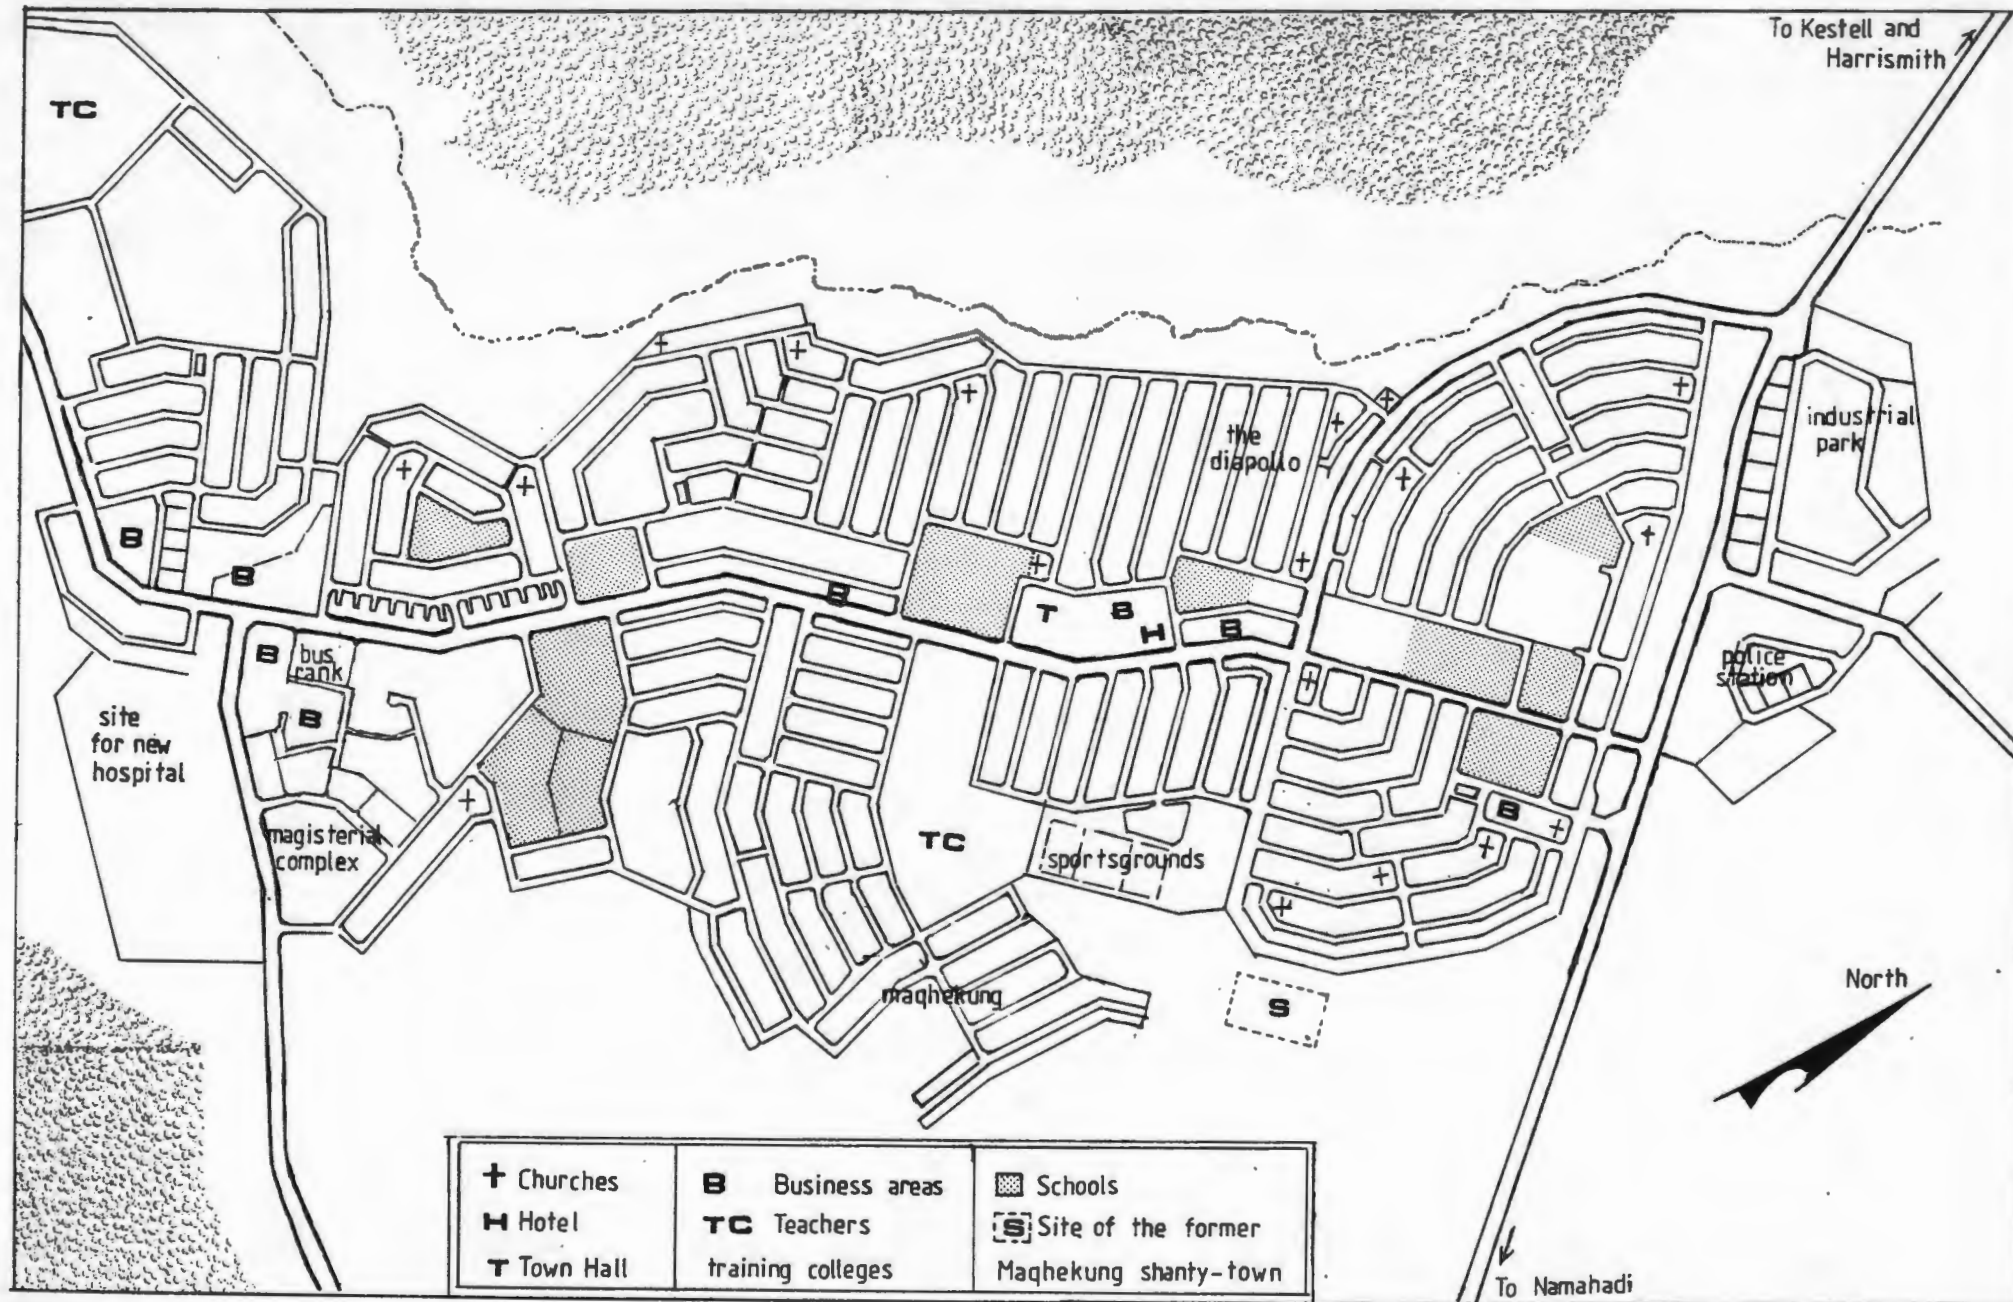 To Kestell and
Harrismith
TC
the
diapollo
industrial
park
B
B
B
T
B
H
B
B
bus
rank
B
police
station
site
for new
hospital
B
magisterial
complex
TC
sportsgrounds
maqhekung
S
North
+ Churches
H Hotel
T Town Hall
B Business areas
TC Teachers
training colleges
Schools
S Site of the former
Maqhekung shanty-town
To Namahadi